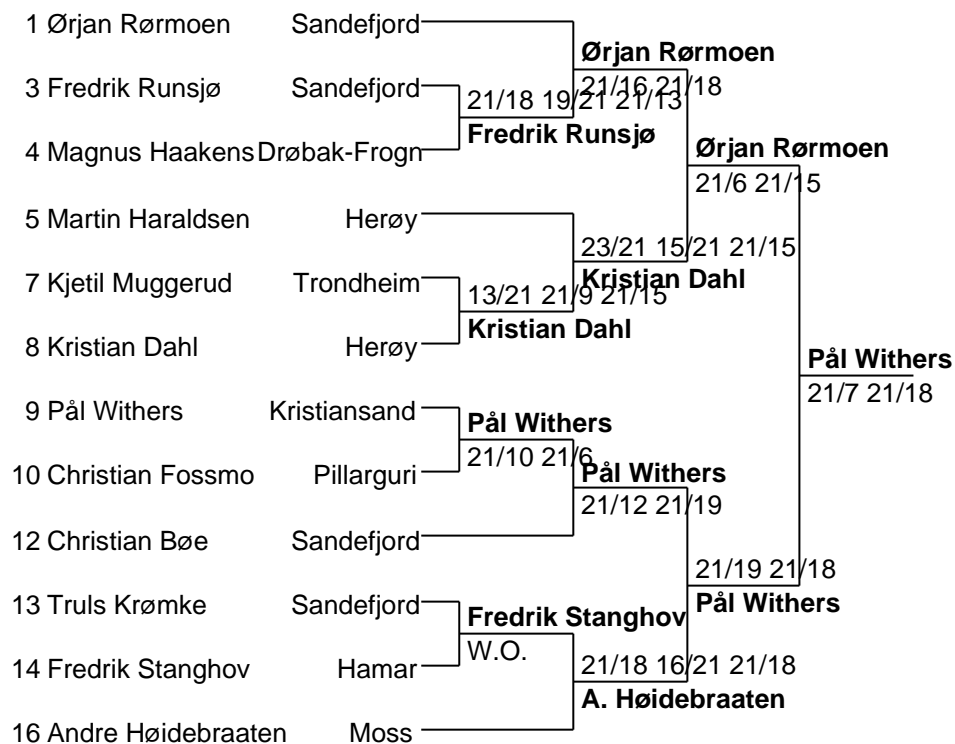 1 Ørjan Rørmoen Sandefjord
Ørjan Rørmoen
21/16 21/18
3 Fredrik Runsjø Sandefjord
21/18 19/21 21/13
Fredrik Runsjø
4 Magnus Haakens Drøbak-Frogn
Ørjan Rørmoen
21/6 21/15
5 Martin Haraldsen Herøy
23/21 15/21 21/15
Kristian Dahl
7 Kjetil Muggerud Trondheim
13/21 21/9 21/15
Kristian Dahl
8 Kristian Dahl Herøy
Pål Withers
21/7 21/18
9 Pål Withers Kristiansand
Pål Withers
21/10 21/6
10 Christian Fossmo Pillarguri
Pål Withers
21/12 21/19
12 Christian Bøe Sandefjord
21/19 21/18
Pål Withers
13 Truls Krømke Sandefjord
Fredrik Stanghov
W.O.
14 Fredrik Stanghov Hamar
21/18 16/21 21/18
A. Høidebraaten
16 Andre Høidebraaten Moss